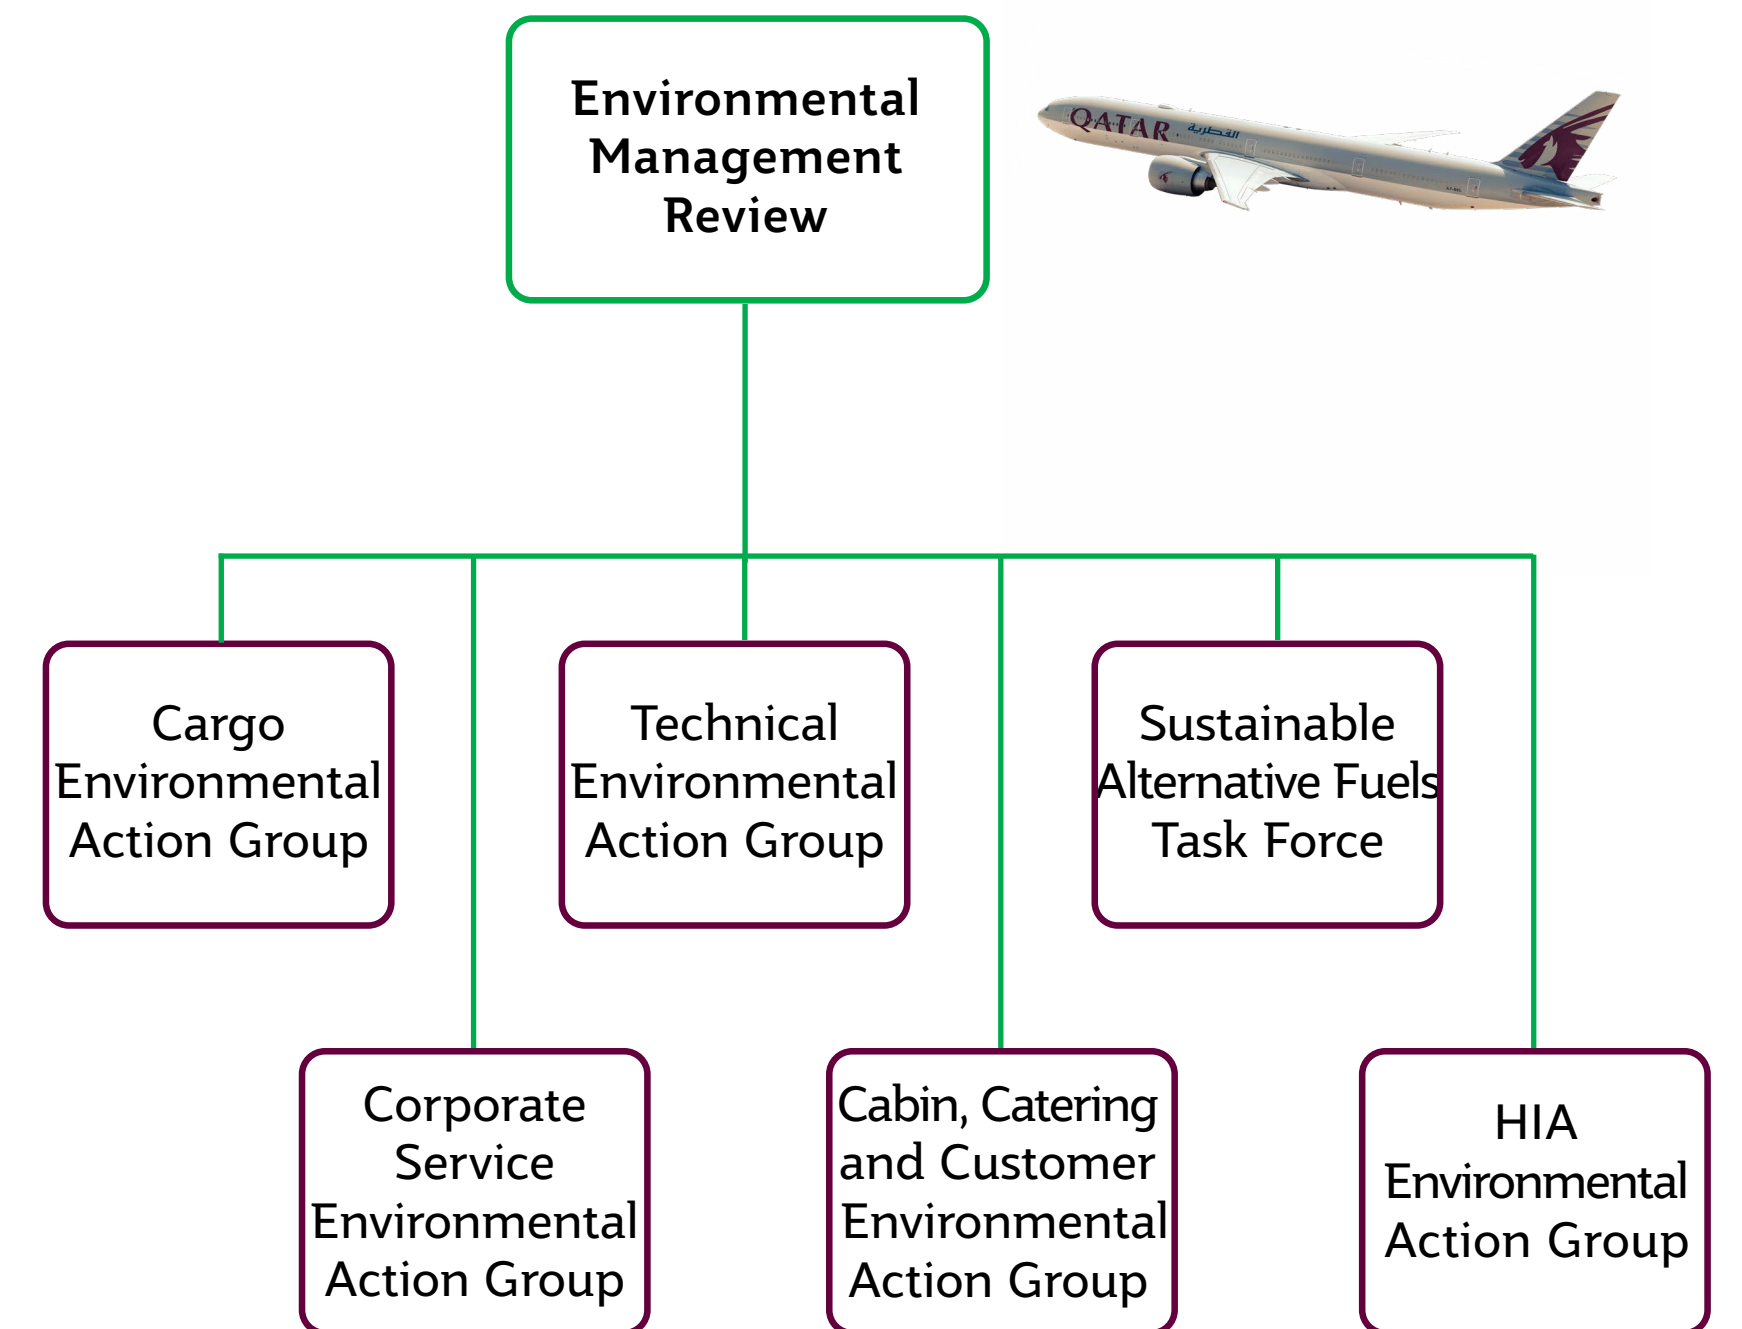 Environmental
Management
Review
QATAR القطرية
Cargo
Environmental
Action Group
Technical
Environmental
Action Group
Sustainable
Alternative Fuels
Task Force
Corporate
Service
Environmental
Action Group
Cabin, Catering
and Customer
Environmental
Action Group
HIA
Environmental
Action Group